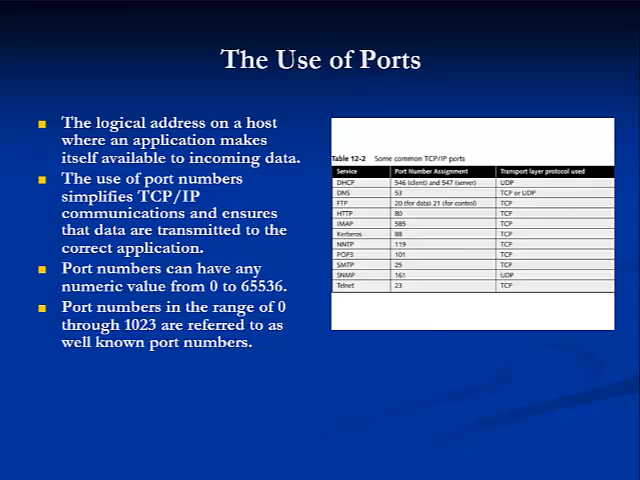 The Use of Ports
The logical address on a host
where an application makes
itself available to incoming data.
The use of port numbers
simplifies TCP/IP
communications and ensures
that data are transmitted to the
correct application.
Port numbers can have any
numeric value from 0 to 65536.
Port numbers in the range of 0
through 1023 are referred to as
well known port numbers.
Table 12-2 Some common TCP/IP ports
Service Port Number Assignment Transport layer protocol used
DHCP 546 (client) and 547 (server) UDP
DNS 53 TCP or UDP
FTP 20 (for data) 21 (for control) TCP
HTTP 80 TCP
IMAP 585 TCP
Kerberos 88 TCP
NNTP 119 TCP
POP3 101 TCP
SMTP 25 TCP
SNMP 161 UDP
Telnet 23 TCP